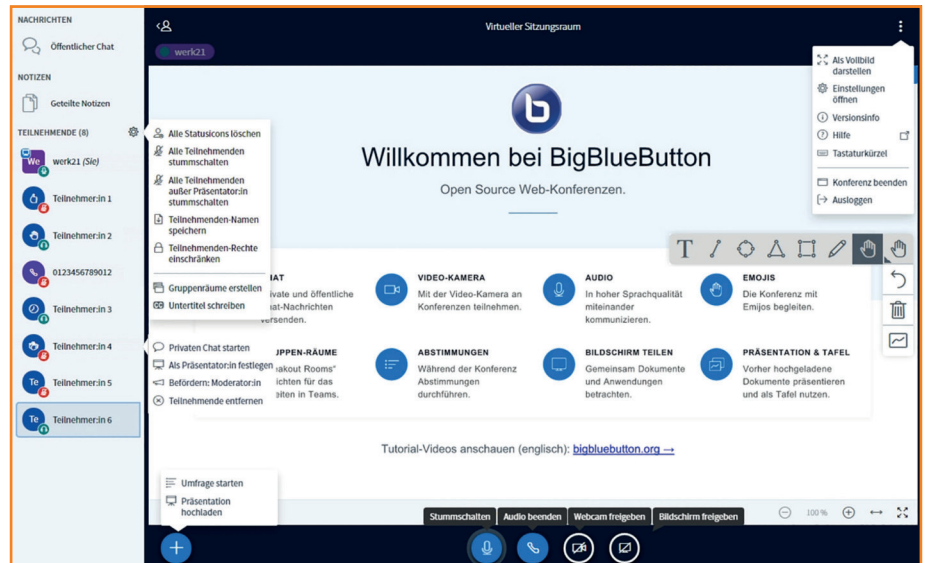 NACHRICHTEN
Öffentlicher Chat
NOTIZEN
Geteilte Notizen
TEILNEHMENDE (8)
We
werk21 (Sie)
Teilnehmer:in 1
Teilnehmer:in 2
0123456789012
Teilnehmer:in 3
Teilnehmer:in 4
Te
Teilnehmer:in 5
Te
Teilnehmer:in 6
Alle Statusicons löschen
Alle Teilnehmenden
stummschalten
Alle Teilnehmenden
außer Präsentator:in
stummschalten
Teilnehmenden-Namen
speichern
Teilnehmenden-Rechte
einschränken
Gruppenräume erstellen
Untertitel schreiben
Privaten Chat starten
Als Präsentator:in festlegen
Befördern: Moderator:in
Teilnehmende entfernen
Umfrage starten
Präsentation
hochladen
Virtueller Sitzungsraum
werk21
b
Willkommen bei BigBlueButton
Open Source Web-Konferenzen.
HAT
ivate und öffentliche
hat-Nachrichten
versenden.
VIDEO-KAMERA
Mit der Video-Kamera an
Konferenzen teilnehmen.
AUDIO
In hoher Sprachqualität
miteinander
kommunizieren.
EMOJIS
Die Konferenz mit
Emijos begleiten.
UPPEN-RÄUME
eakout Rooms"
ichten für das
eiten in Teams.
ABSTIMMUNGEN
Während der Konferenz
Abstimmungen
durchführen.
BILDSCHIRM TEILEN
Gemeinsam Dokumente
und Anwendungen
betrachten.
PRÄSENTATION & TAFEL
Vorher hochgeladene
Dokumente präsentieren
und als Tafel nutzen.
Tutorial-Videos anschauen (englisch): bigbluebutton.org →
Als Vollbild
darstellen
Einstellungen
öffnen
Versionsinfo
Hilfe
Tastaturkürzel
Konferenz beenden
Ausloggen
T
Stummschalten
Audio beenden
Webcam freigeben
Bildschirm freigeben
100 %